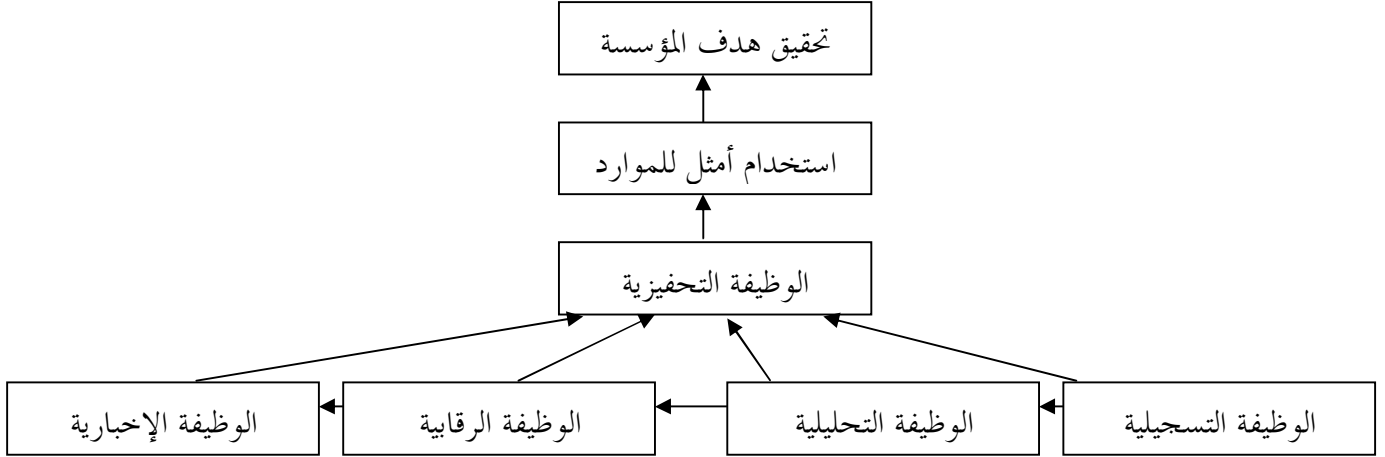 تحقيق هدف المؤسسة
استخدام أمثل للموارد
الوظيفة التحفيزية
الوظيفة التسجيلية
الوظيفة التحليلية
الوظيفة الرقابية
الوظيفة الإخبارية